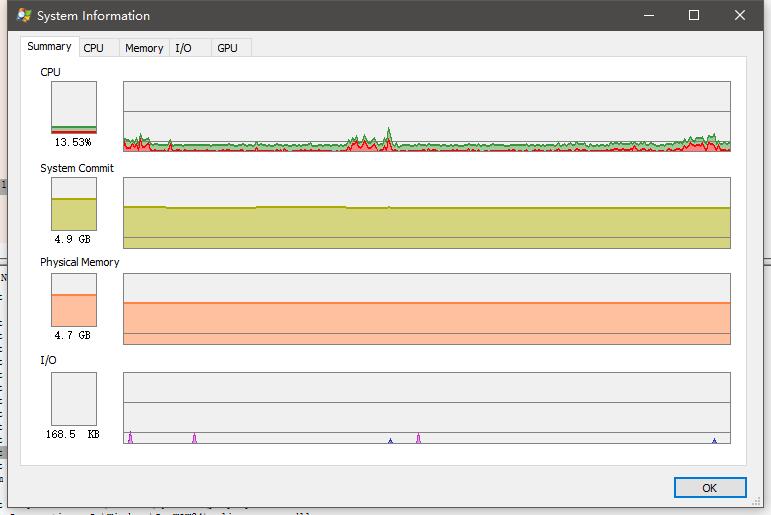 System Information
Summary CPU Memory I/O GPU
CPU
13.53%
System Commit
4.9 GB
Physical Memory
4.7 GB
I/O
168.5 KB
OK